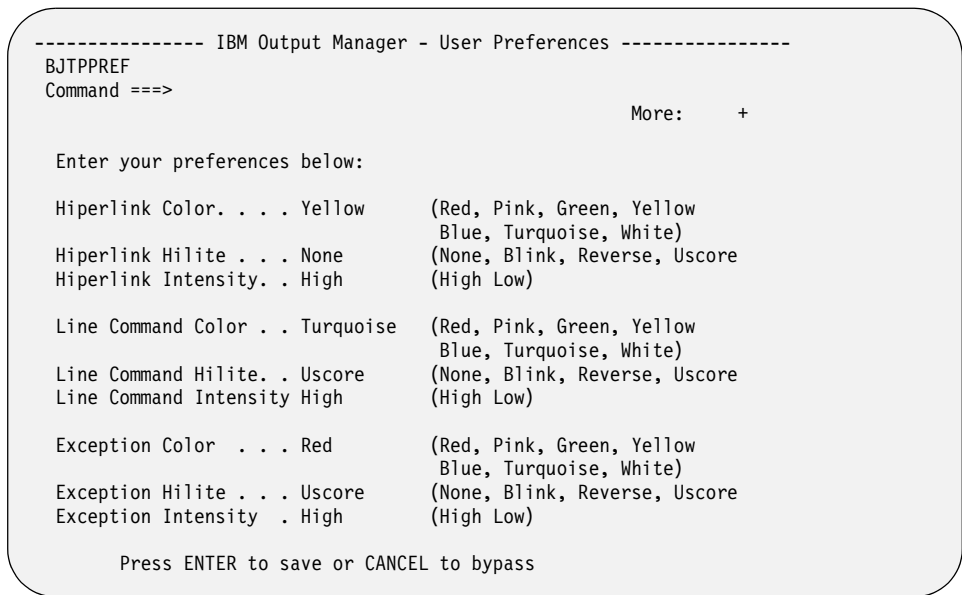 ---------------- IBM Output Manager - User Preferences ----------------
BJTPPREF
Command ===>
More:     +
Enter your preferences below:
Hiperlink Color. . . . Yellow    (Red, Pink, Green, Yellow
Blue, Turquoise, White)
Hiperlink Hilite . . . None      (None, Blink, Reverse, Uscore
Hiperlink Intensity. . High      (High Low)
Line Command Color . . Turquoise   (Red, Pink, Green, Yellow
Blue, Turquoise, White)
Line Command Hilite. . Uscore    (None, Blink, Reverse, Uscore
Line Command Intensity High      (High Low)
Exception Color  . . . Red       (Red, Pink, Green, Yellow
Blue, Turquoise, White)
Exception Hilite . . . Uscore    (None, Blink, Reverse, Uscore
Exception Intensity  . High      (High Low)
Press ENTER to save or CANCEL to bypass